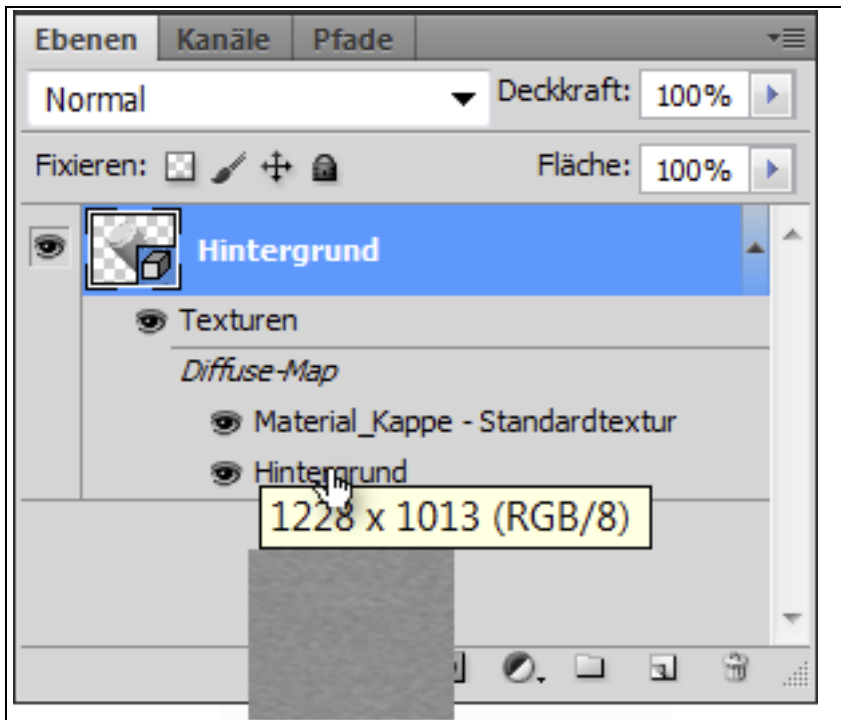 Ebenen Kanäle Pfade
Normal Deckkraft: 100%
Fixieren: Fläche: 100%
Hintergrund
Texturen
Diffuse-Map
Material_Kappe - Standardtextur
Hintergrund
1228 x 1013 (RGB/8)